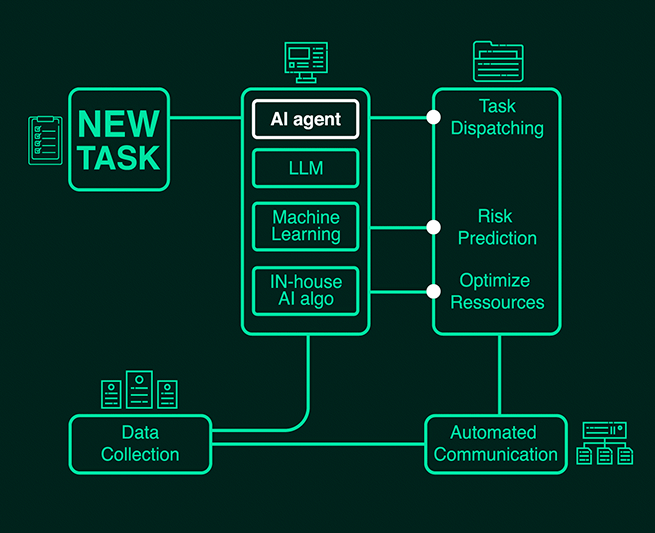 NEW
TASK
AI agent
LLM
Machine
Learning
IN-house
AI algo
Task
Dispatching
Risk
Prediction
Optimize
Ressources
Data
Collection
Automated
Communication